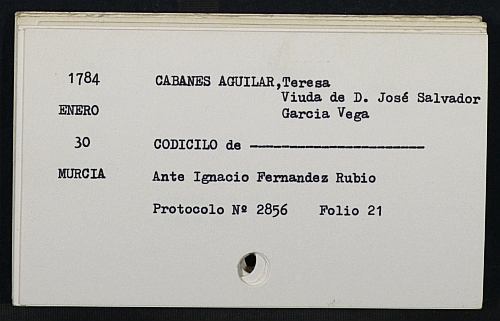 1784 CABANES AGUILAR, Teresa
Viuda de D. José Salvador
ENERO Garcia Vega
30 CODICILO de ----------------------
MURCIA Ante Ignacio Fernandez Rubio
Protocolo Nº 2856 Folio 21